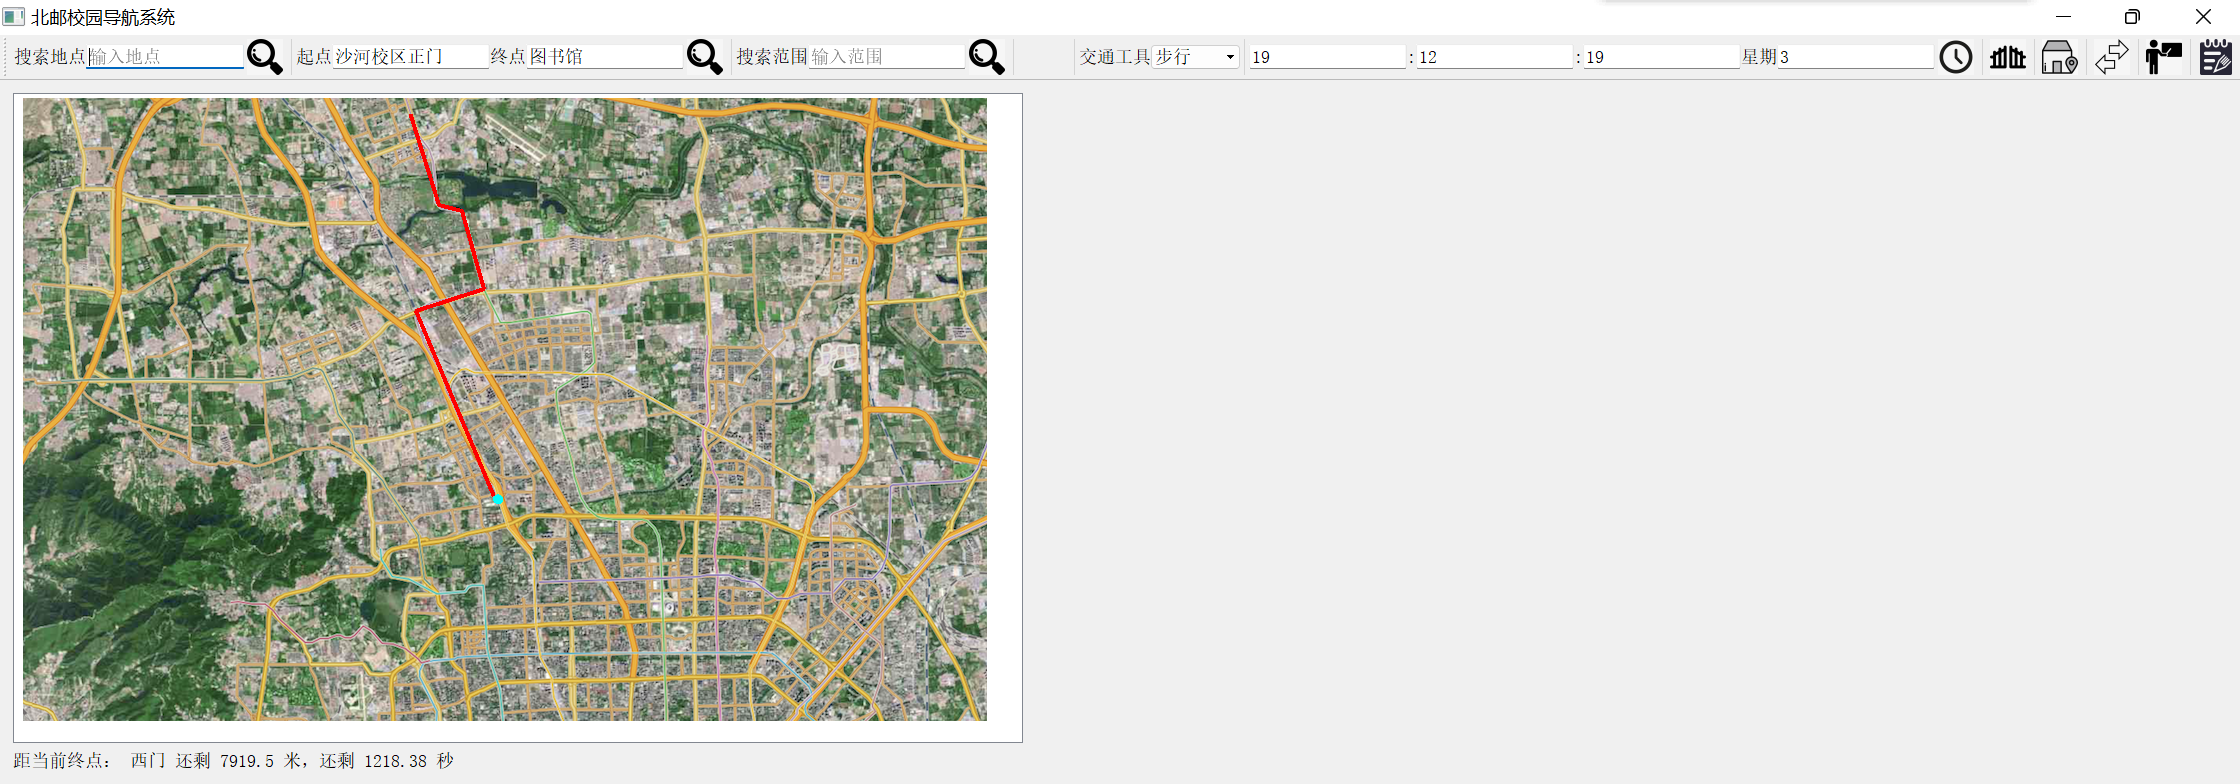 北邮校园导航系统
搜索地点 输入地点 起点 沙河校区正门 终点 图书馆 搜索范围 输入范围 交通工具 步行 19 : 12 : 19 星期 3
距当前终点： 西门 还剩 7919.5 米，还剩 1218.38 秒